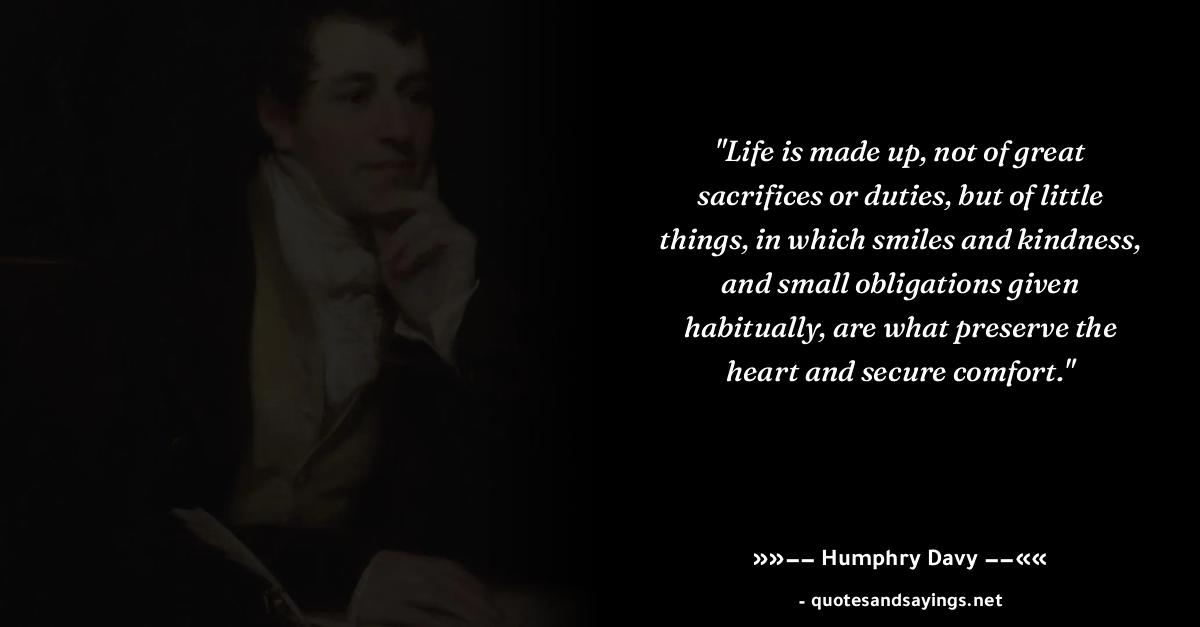 "Life is made up, not of great
sacrifices or duties, but of little
things, in which smiles and kindness,
and small obligations given
habitually, are what preserve the
heart and secure comfort."
»»−− Humphry Davy −−««
- quotesandsayings.net